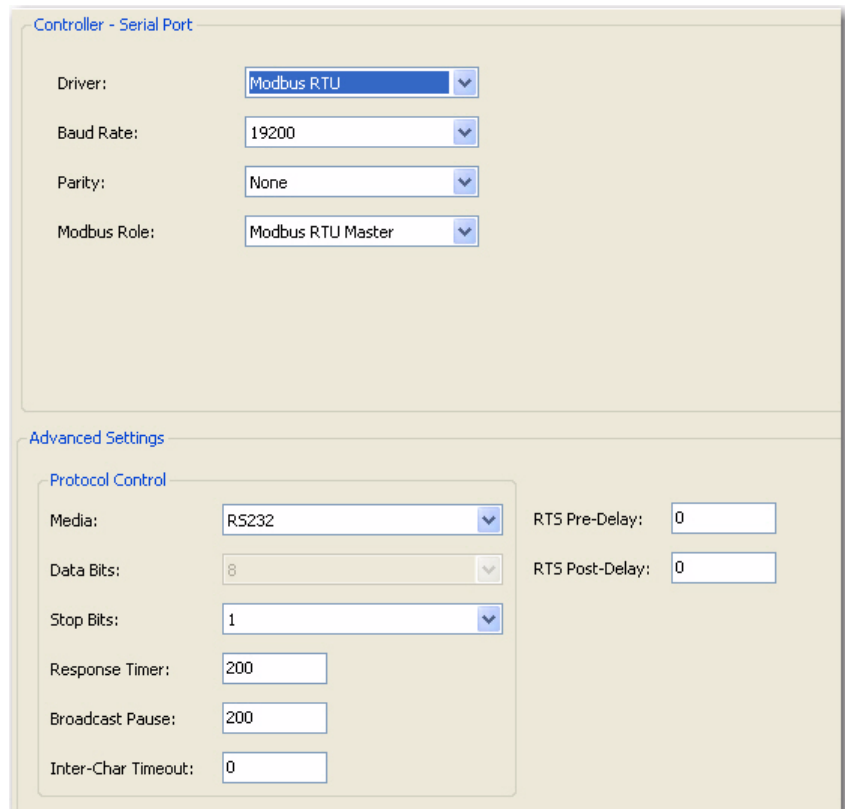 Controller - Serial Port
Driver: Modbus RTU
Baud Rate: 19200
Parity: None
Modbus Role: Modbus RTU Master
Advanced Settings
Protocol Control
Media: RS232 RTS Pre-Delay: 0
Data Bits: 8 RTS Post-Delay: 0
Stop Bits: 1
Response Timer: 200
Broadcast Pause: 200
Inter-Char Timeout: 0